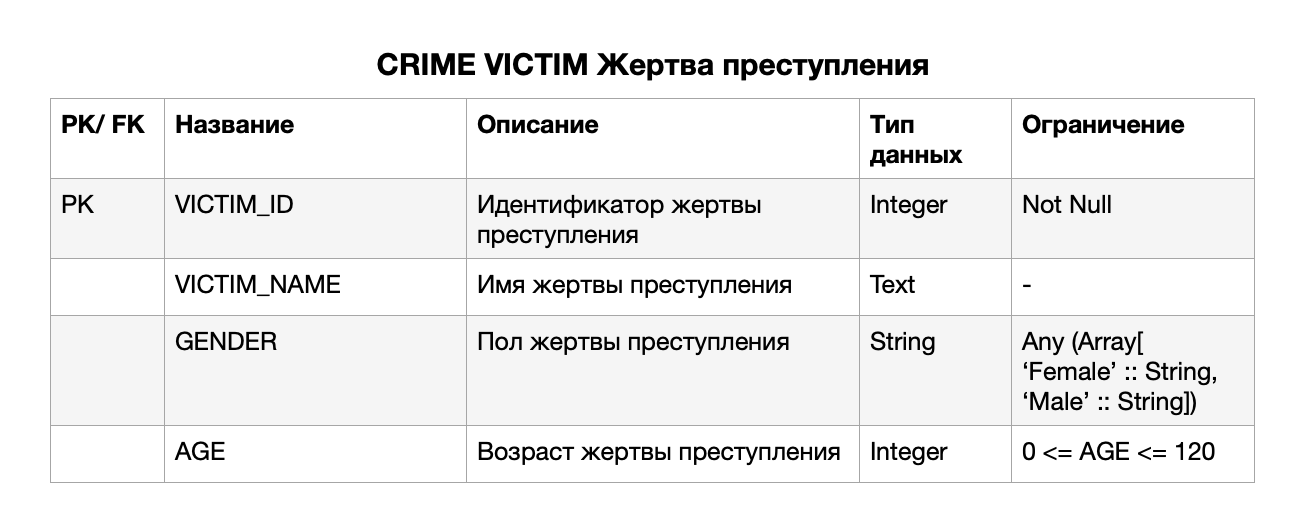 CRIME VICTIM Жертва преступления
PK/ FK Название Описание Тип данных Ограничение
PK VICTIM_ID Идентификатор жертвы преступления Integer Not Null
VICTIM_NAME Имя жертвы преступления Text -
GENDER Пол жертвы преступления String Any (Array[ ‘Female’ :: String, ‘Male’ :: String])
AGE Возраст жертвы преступления Integer 0 <= AGE <= 120